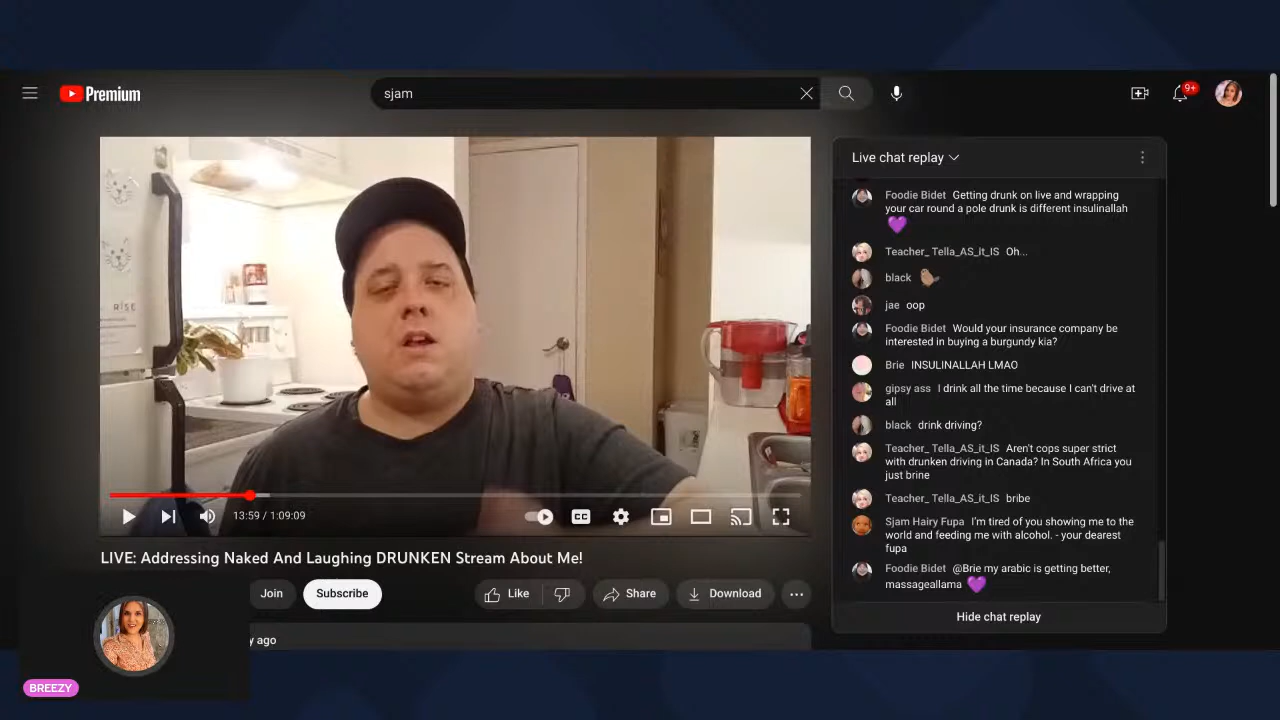 Premium
sjam
9+
Live chat replay
Foodie Bidet Getting drunk on live and wrapping
your car round a pole drunk is different insulinallah
Teacher_ Tella_AS_it_IS Oh...
black
jae oop
Foodie Bidet Would your insurance company be
interested in buying a burgundy kia?
Brie INSULINALLAH LMAO
gipsy ass I drink all the time because I can't drive at
all
black drink driving?
Teacher_ Tella_AS_it_IS Aren't cops super strict
with drunken driving in Canada? In South Africa you
just brine
Teacher_ Tella_AS_it_IS bribe
Sjam Hairy Fupa I'm tired of you showing me to the
world and feeding me with alcohol. - your dearest
fupa
Foodie Bidet @Brie my arabic is getting better,
massageallama
Hide chat replay
RISE
13:59 / 1:09:09
CC
LIVE: Addressing Naked And Laughing DRUNKEN Stream About Me!
Join
Subscribe
Like
Share
Download
y ago
BREEZY